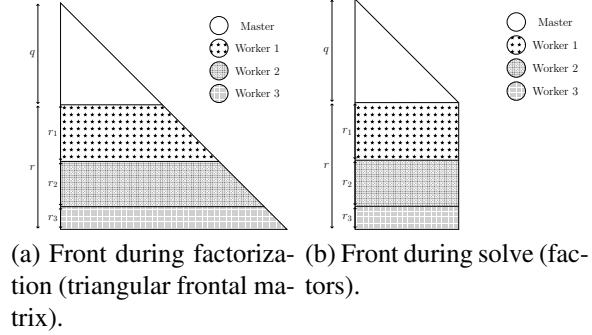 Master
Worker 1
Worker 2
Worker 3
q
r
r1
r2
r3
Master
Worker 1
Worker 2
Worker 3
q
r
r1
r2
r3
(a) Front during factoriza-
tion (triangular frontal ma-
trix).
(b) Front during solve (fac-
tors).